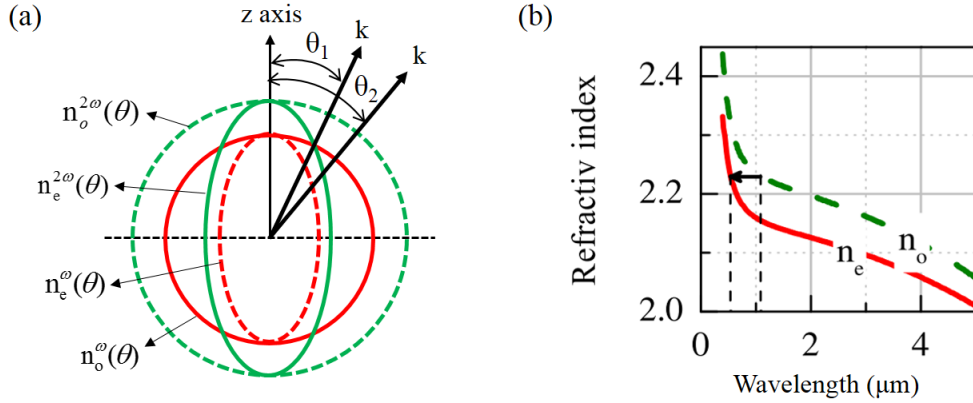 (a)
z axis
θ₁
k
k
θ₂
n_o^{2ω}(θ)
n_e^{2ω}(θ)
n_e^ω(θ)
n_o^ω(θ)
(b)
Refractiv index
2.4
2.2
2.0
n_e
n_o
0
2
4
Wavelength (μm)